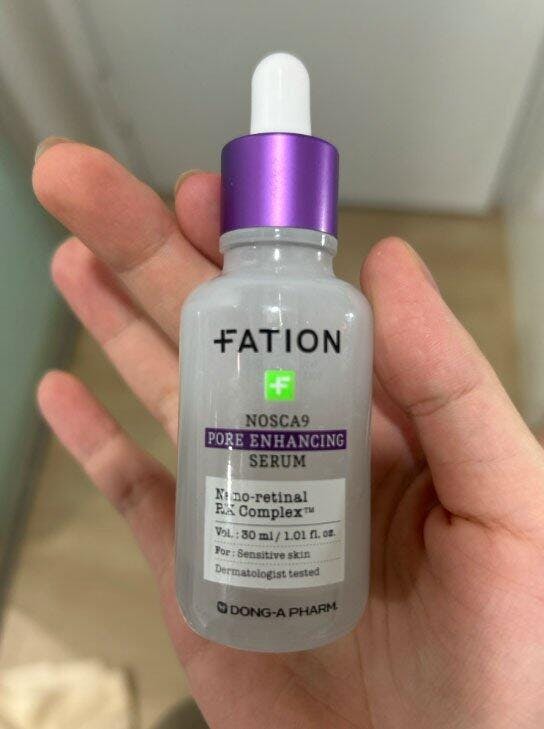 +FATION
+F
NOSCA9
PORE ENHANCING
SERUM
Nano-retinal
RX Complex™
Vol. : 30 ml / 1.01 fl. oz.
For : Sensitive skin
Dermatologist tested
DONG-A PHARM.